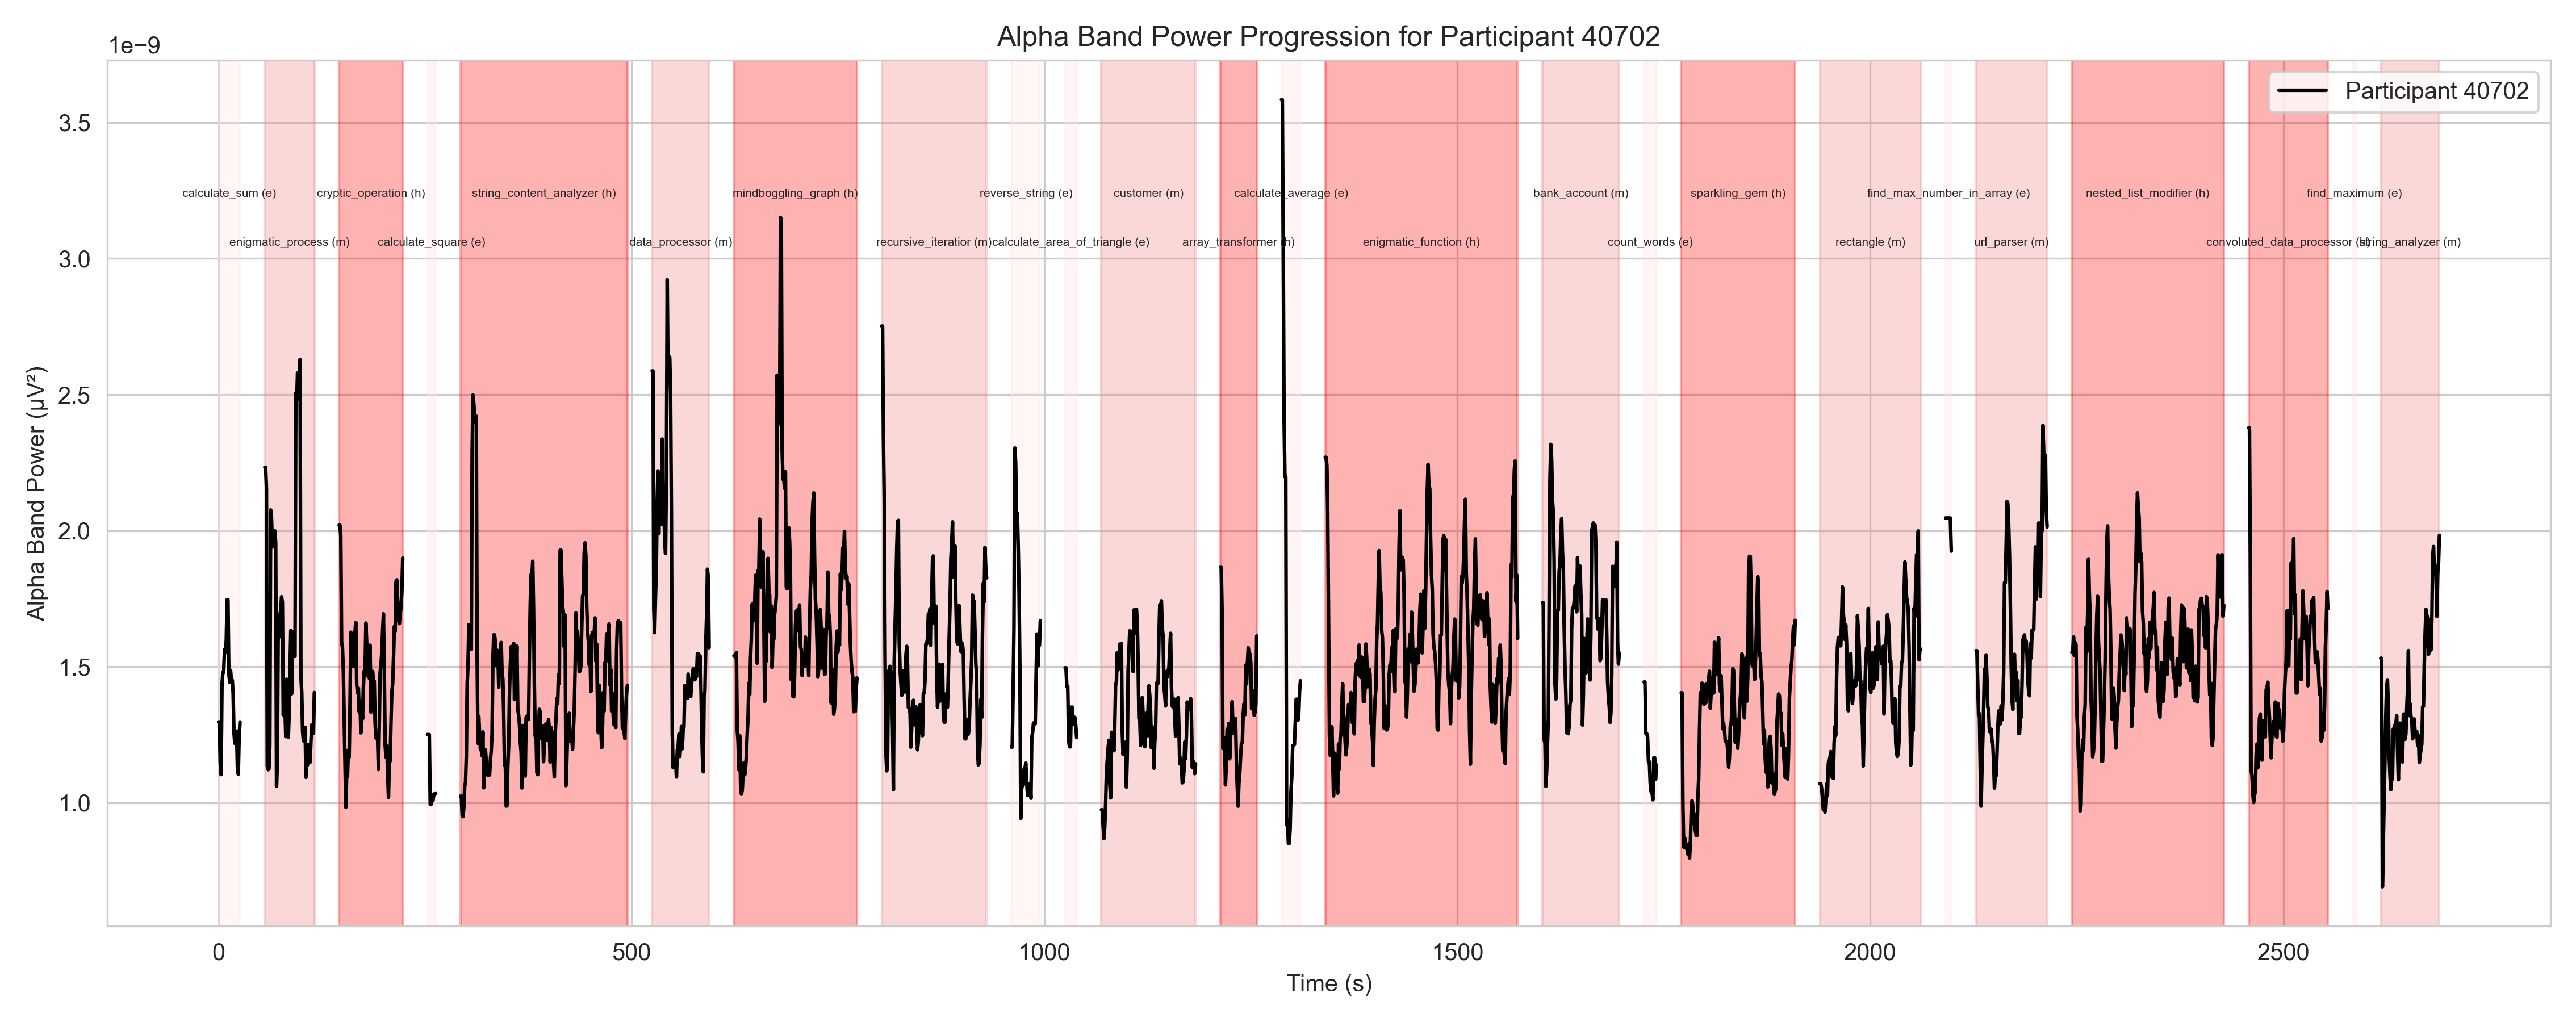 Alpha Band Power Progression for Participant 40702
1e−9
Participant 40702
3.5
3.0
2.5
2.0
1.5
1.0
Alpha Band Power (μV²)
calculate_sum (e)
cryptic_operation (h)
string_content_analyzer (h)
mindboggling_graph (h)
reverse_string (e)
customer (m)
calculate_average (e)
bank_account (m)
sparkling_gem (h)
find_max_number_in_array (e)
nested_list_modifier (h)
find_maximum (e)
enigmatic_process (m)
calculate_square (e)
data_processor (m)
recursive_iteratior (m)
calculate_area_of_triangle (e)
array_transformer (h)
enigmatic_function (h)
count_words (e)
rectangle (m)
url_parser (m)
convoluted_data_processor (h)
string_analyzer (m)
0
500
1000
1500
2000
2500
Time (s)